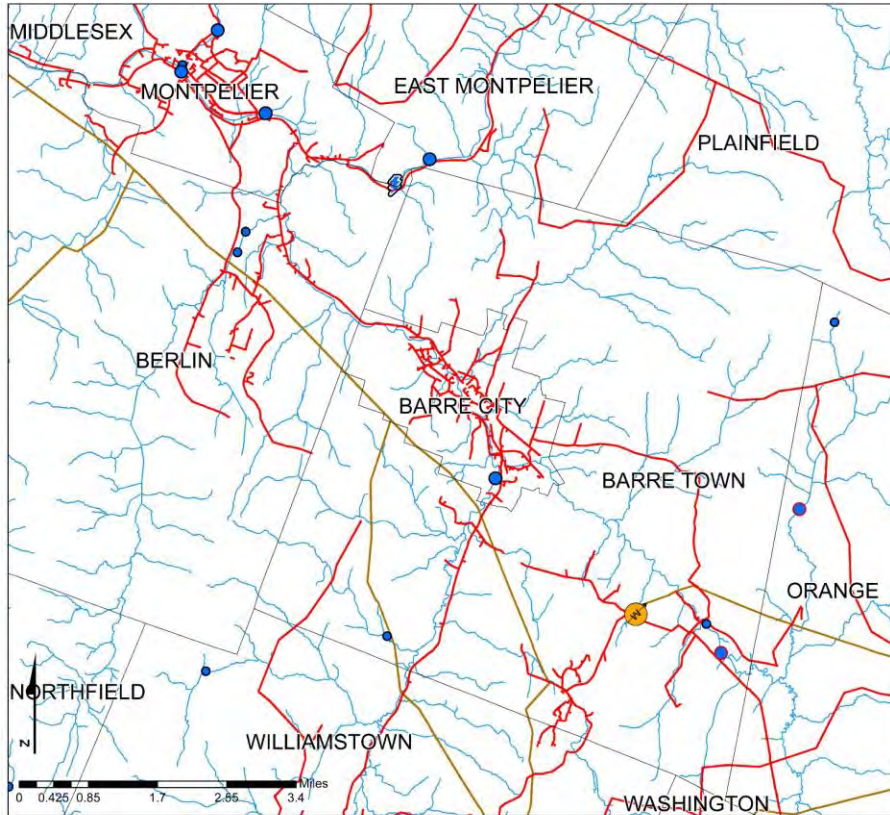 MIDDLESEX
MONTPELIER
EAST MONTPELIER
PLAINFIELD
BERLIN
BARRE CITY
BARRE TOWN
ORANGE
NORTHFIELD
WILLIAMSTOWN
WASHINGTON
N
Miles
0 0.425 0.85 1.7 2.55 3.4